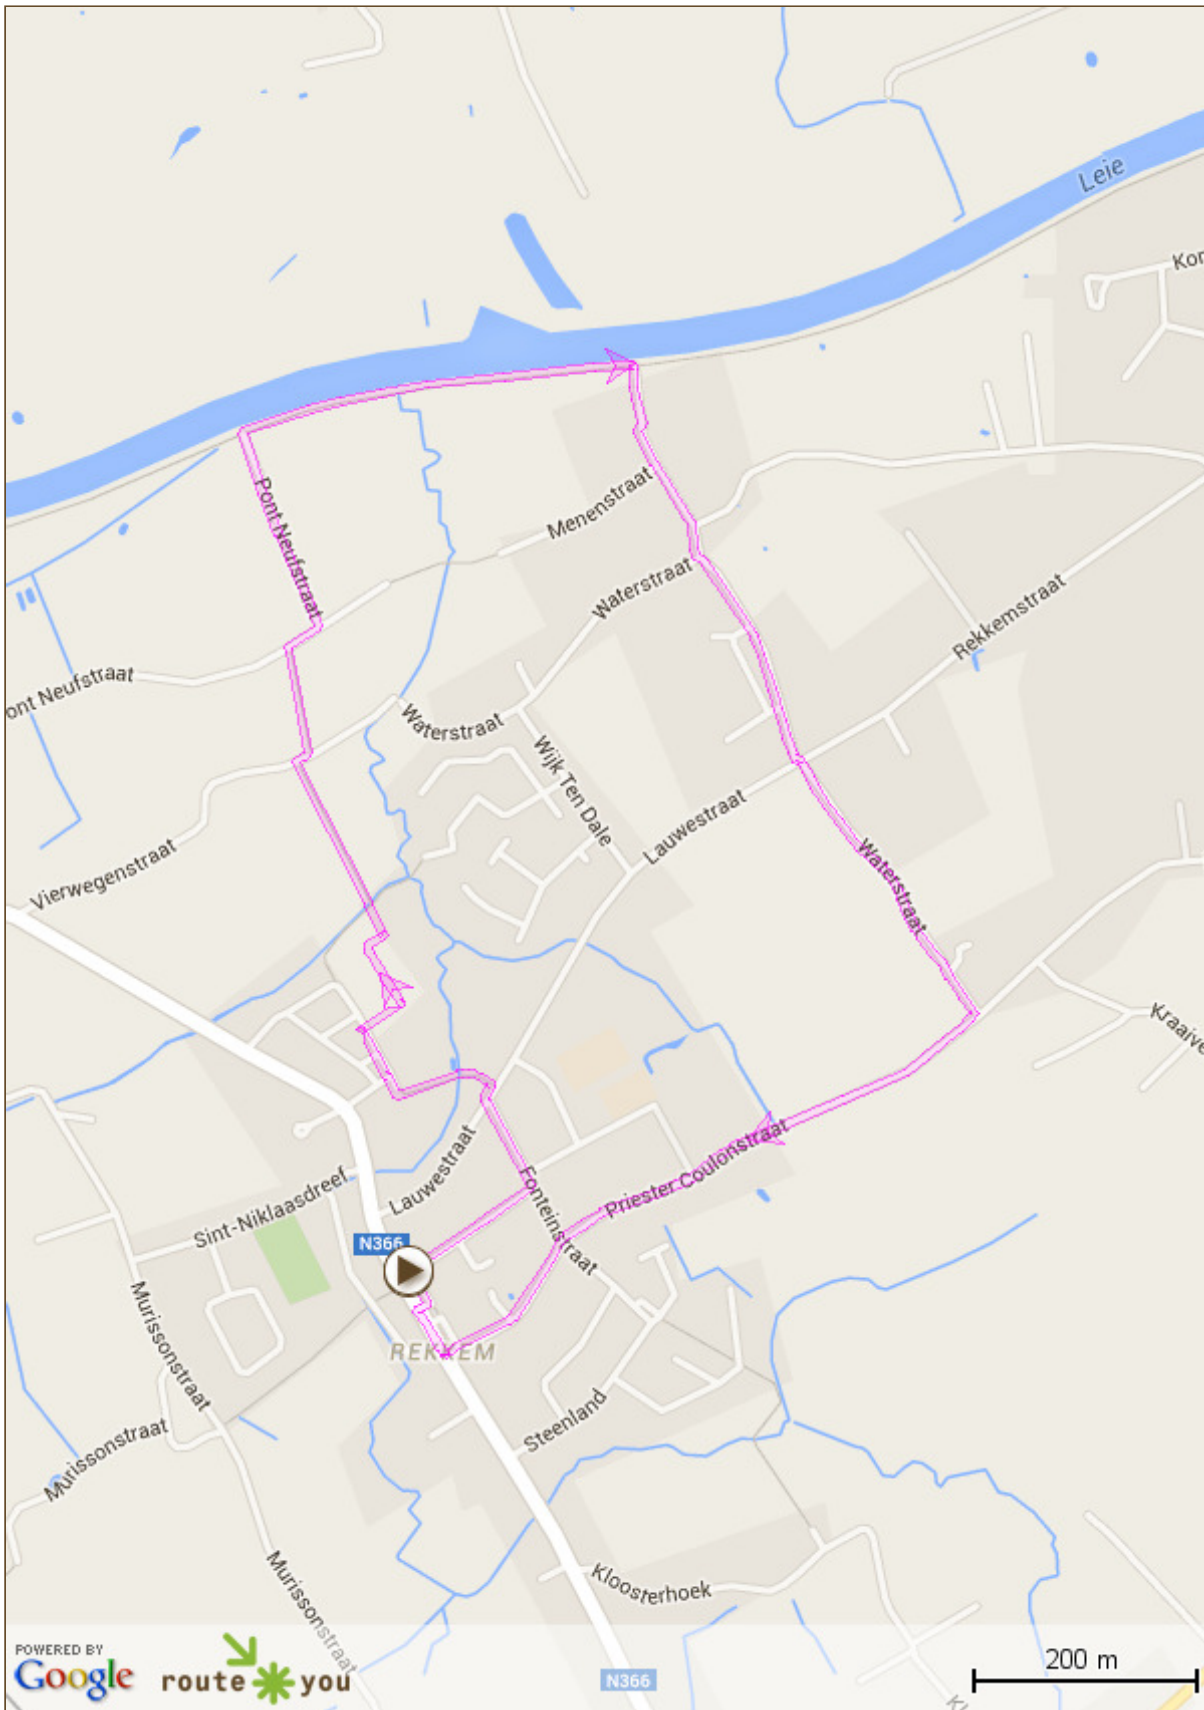 Leie
Kor
Pont Neufstraat
Menenstraat
Waterstraat
Rekkemstraat
ont Neufstraat
Waterstraat
Wijk Ten Dale
Lauwestraat
Vierwegenstraat
Waterstraat
Kraaive
Lauwestraat
Priester Coulonstraat
Sint-Niklaasdreef
Fonteinstraat
N366
REKKEM
Murissonstraat
Steenland
Murissonstraat
Murissonstraat
Kloosterhoek
POWERED BY
Google
route you
N366
200 m